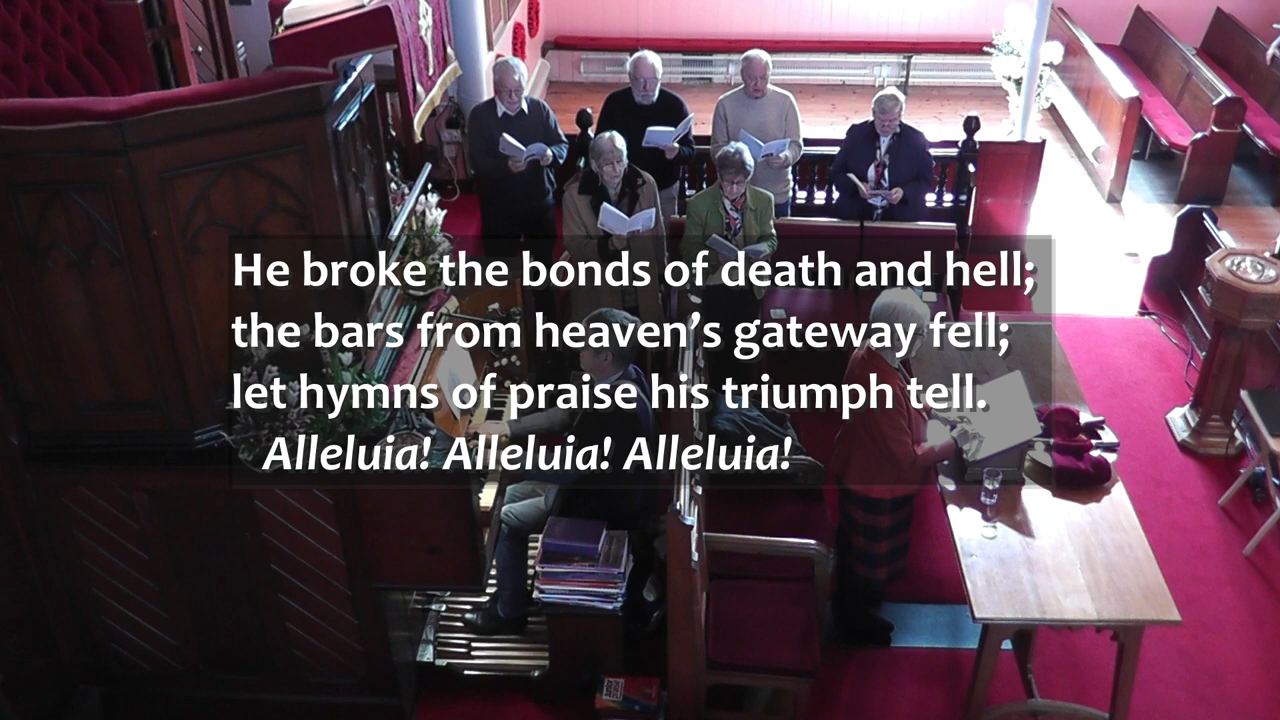 He broke the bonds of death and hell;
the bars from heaven’s gateway fell;
let hymns of praise his triumph tell.
Alleluia! Alleluia! Alleluia!